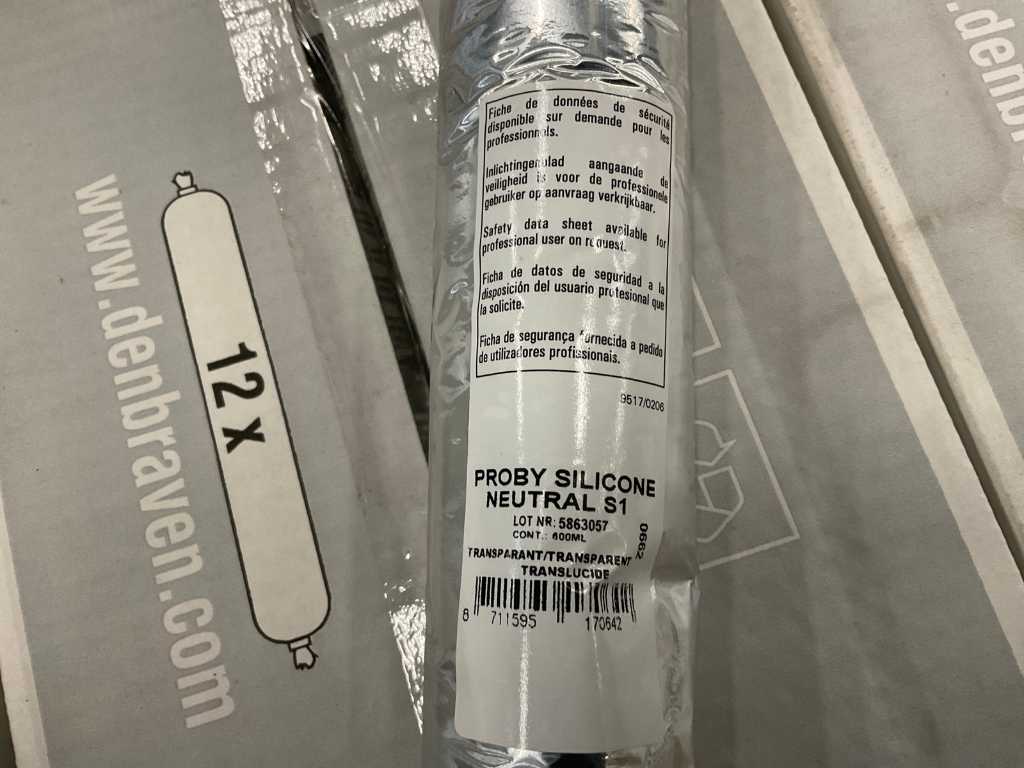 www.denbraven.com
12 x
Fiche de données de sécurité
disponible sur demande pour les
professionnels.
Inlichtingenblad aangaande de
veiligheid is voor de professionele
gebruiker op aanvraag verkrijgbaar.
Safety data sheet available for
professional user on request.
Ficha de datos de seguridad a la
disposición del usuario profesional que
la solicite.
Ficha de segurança fornecida a pedido
de utilizadores profissionais.
9517/0206
PROBY SILICONE
NEUTRAL S1
LOT NR: 5863057
CONT.: 600ML
0662
TRANSPARANT/TRANSPARENT
TRANSLUCIDE
8 711595 170642
.denbr